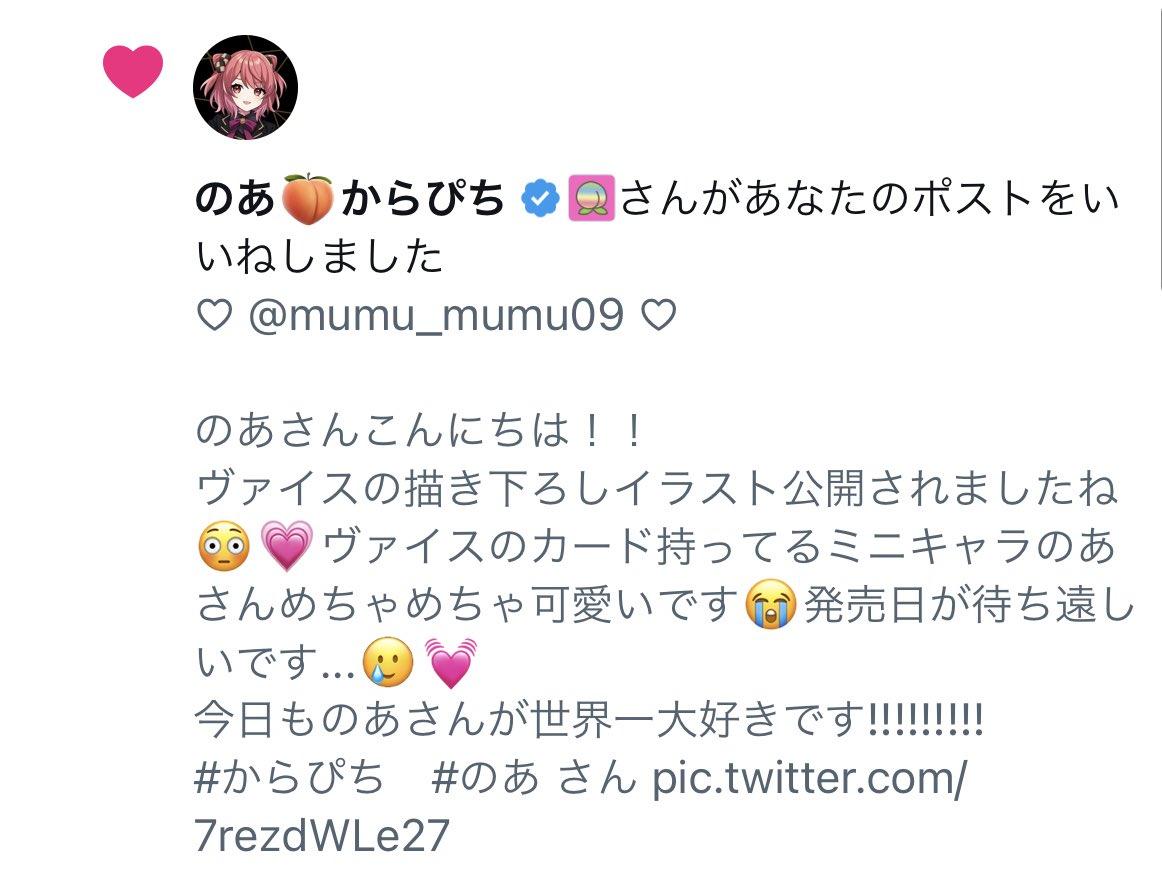 のあ🍑からぴち さんがあなたのポストをい
いねしました
♡ @mumu_mumu09 ♡
のあさんこんにちは！！
ヴァイスの描き下ろしイラスト公開されましたね
😳💗ヴァイスのカード持ってるミニキャラのあ
さんめちゃめちゃ可愛いです😭発売日が待ち遠し
いです...🥲💓
今日ものあさんが世界一大好きです!!!!!!!!!
#からぴち　#のあ さん pic.twitter.com/
7rezdWLe27